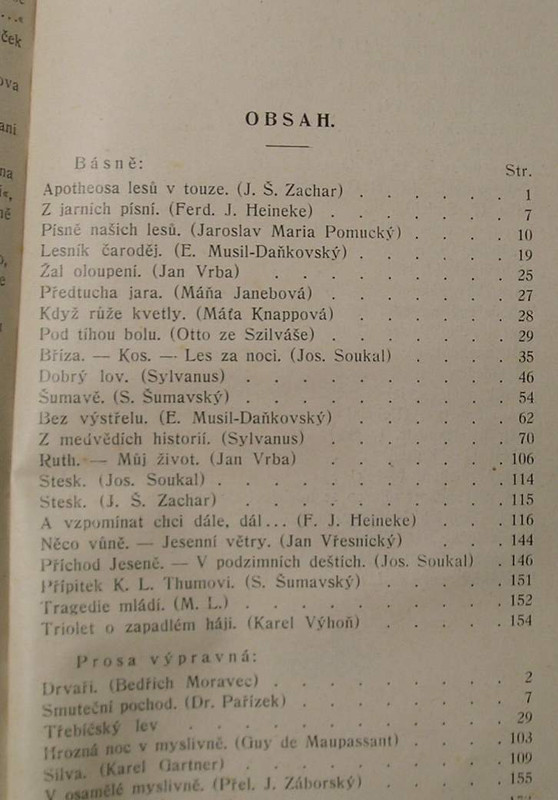 ček
ova
ani
na
OBSAH.
Básně:
Str.
Apotheosa lesů v touze. (J. Š. Zachar) . . . . . . 1
Z jarních písní. (Ferd. J. Heineke) . . . . . . 7
Písně našich lesů. (Jaroslav Maria Pomucký) . . . . 10
Lesník čaroděj. (E. Musil-Daňkovský) . . . . . 19
Žal oloupení. (Jan Vrba) . . . . . . . 25
Předtucha jara. (Máňa Janebová) . . . . . . 27
Když růže kvetly. (Máťa Knappová) . . . . . 28
Pod tíhou bolu. (Otto ze Szilváše) . . . . . . 29
Bříza. — Kos. — Les za noci. (Jos. Soukal) . . . . 35
Dobrý lov. (Sylvanus) . . . . . . . . 46
Šumavě. (S. Šumavský) . . . . . . . . 54
Bez výstřelu. (E. Musil-Daňkovský) . . . . . 62
Z medvědích historií. (Sylvanus) . . . . . . 70
Ruth. — Můj život. (Jan Vrba) . . . . . . 106
Stesk. (Jos. Soukal) . . . . . . . . . 114
Stesk. (J. Š. Zachar) . . . . . . . . 115
A vzpomínat chci dále, dál... (F. J. Heineke) . . . 116
Něco vůně. — Jesenní větry. (Jan Vřesnický) . . . 144
Příchod Jeseně. — V podzimních deštích. (Jos. Soukal) . 146
Přípitek K. L. Thumovi. (S. Šumavský) . . . . . 151
Tragedie mládí. (M. L.) . . . . . . . . 152
Triolet o zapadlém háji. (Karel Výhoň) . . . . . 154
Prosa výpravná:
Drvaři. (Bedřich Moravec) . . . . . . . . 2
Smuteční pochod. (Dr. Pařízek) . . . . . . . 7
Třebíčský lev . . . . . . . . . . 29
Hrozná noc v myslivně. (Guy de Maupassant) . . . . 103
Silva. (Karel Gartner) . . . . . . . . 109
V osamělé myslivně. (Přel. J. Záborský) . . . . . 155